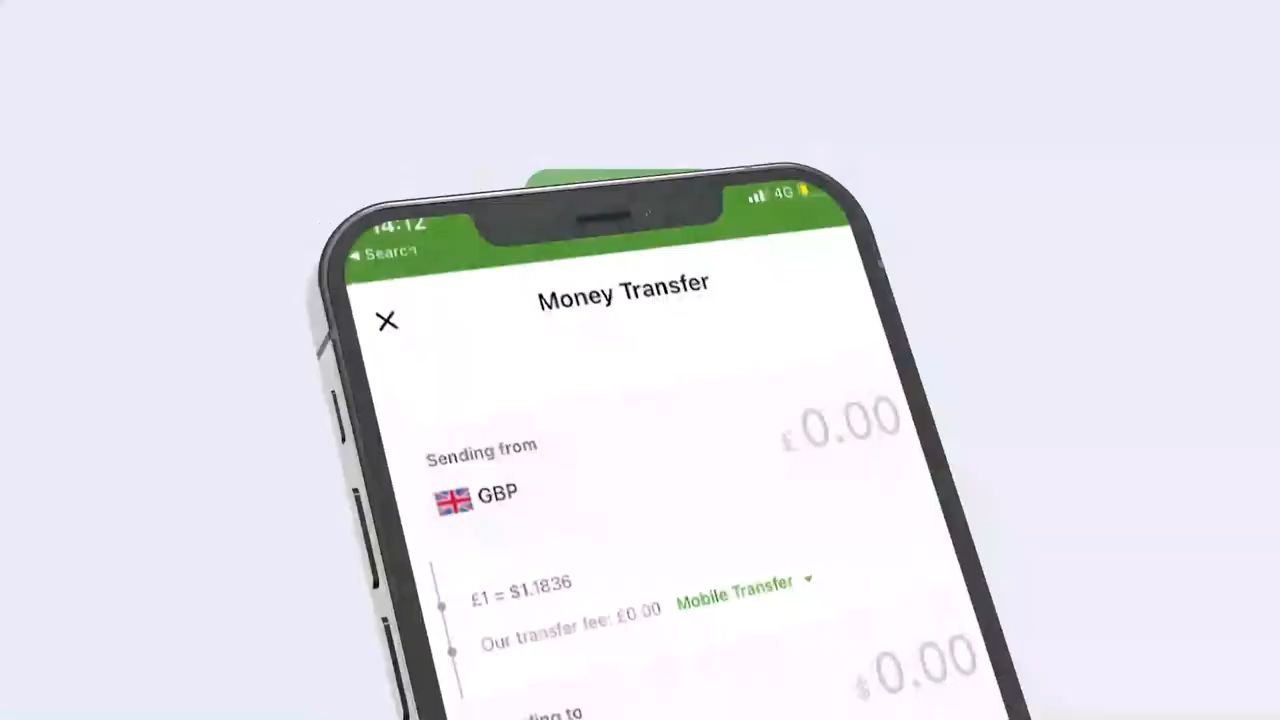 14:12
4G
◀ Search
Money Transfer
£0.00
Sending from
GBP
£1 = $1.1836
Our transfer fee: £0.00 Mobile Transfer
$0.00
to